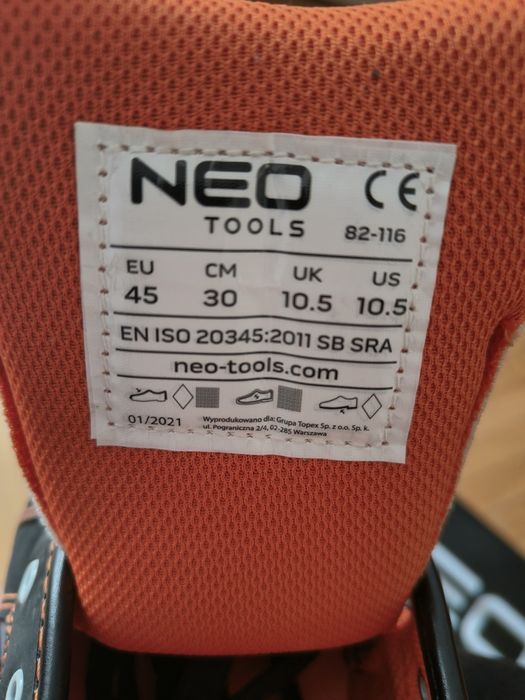 NEO
TOOLS
CE
82-116
EU CM UK US
45 30 10.5 10.5
EN ISO 20345:2011 SB SRA
neo-tools.com
01/2021
Wyprodukowano dla: Grupa Topex Sp. z o.o. Sp. k.
ul. Pograniczna 2/4, 02-285 Warszawa